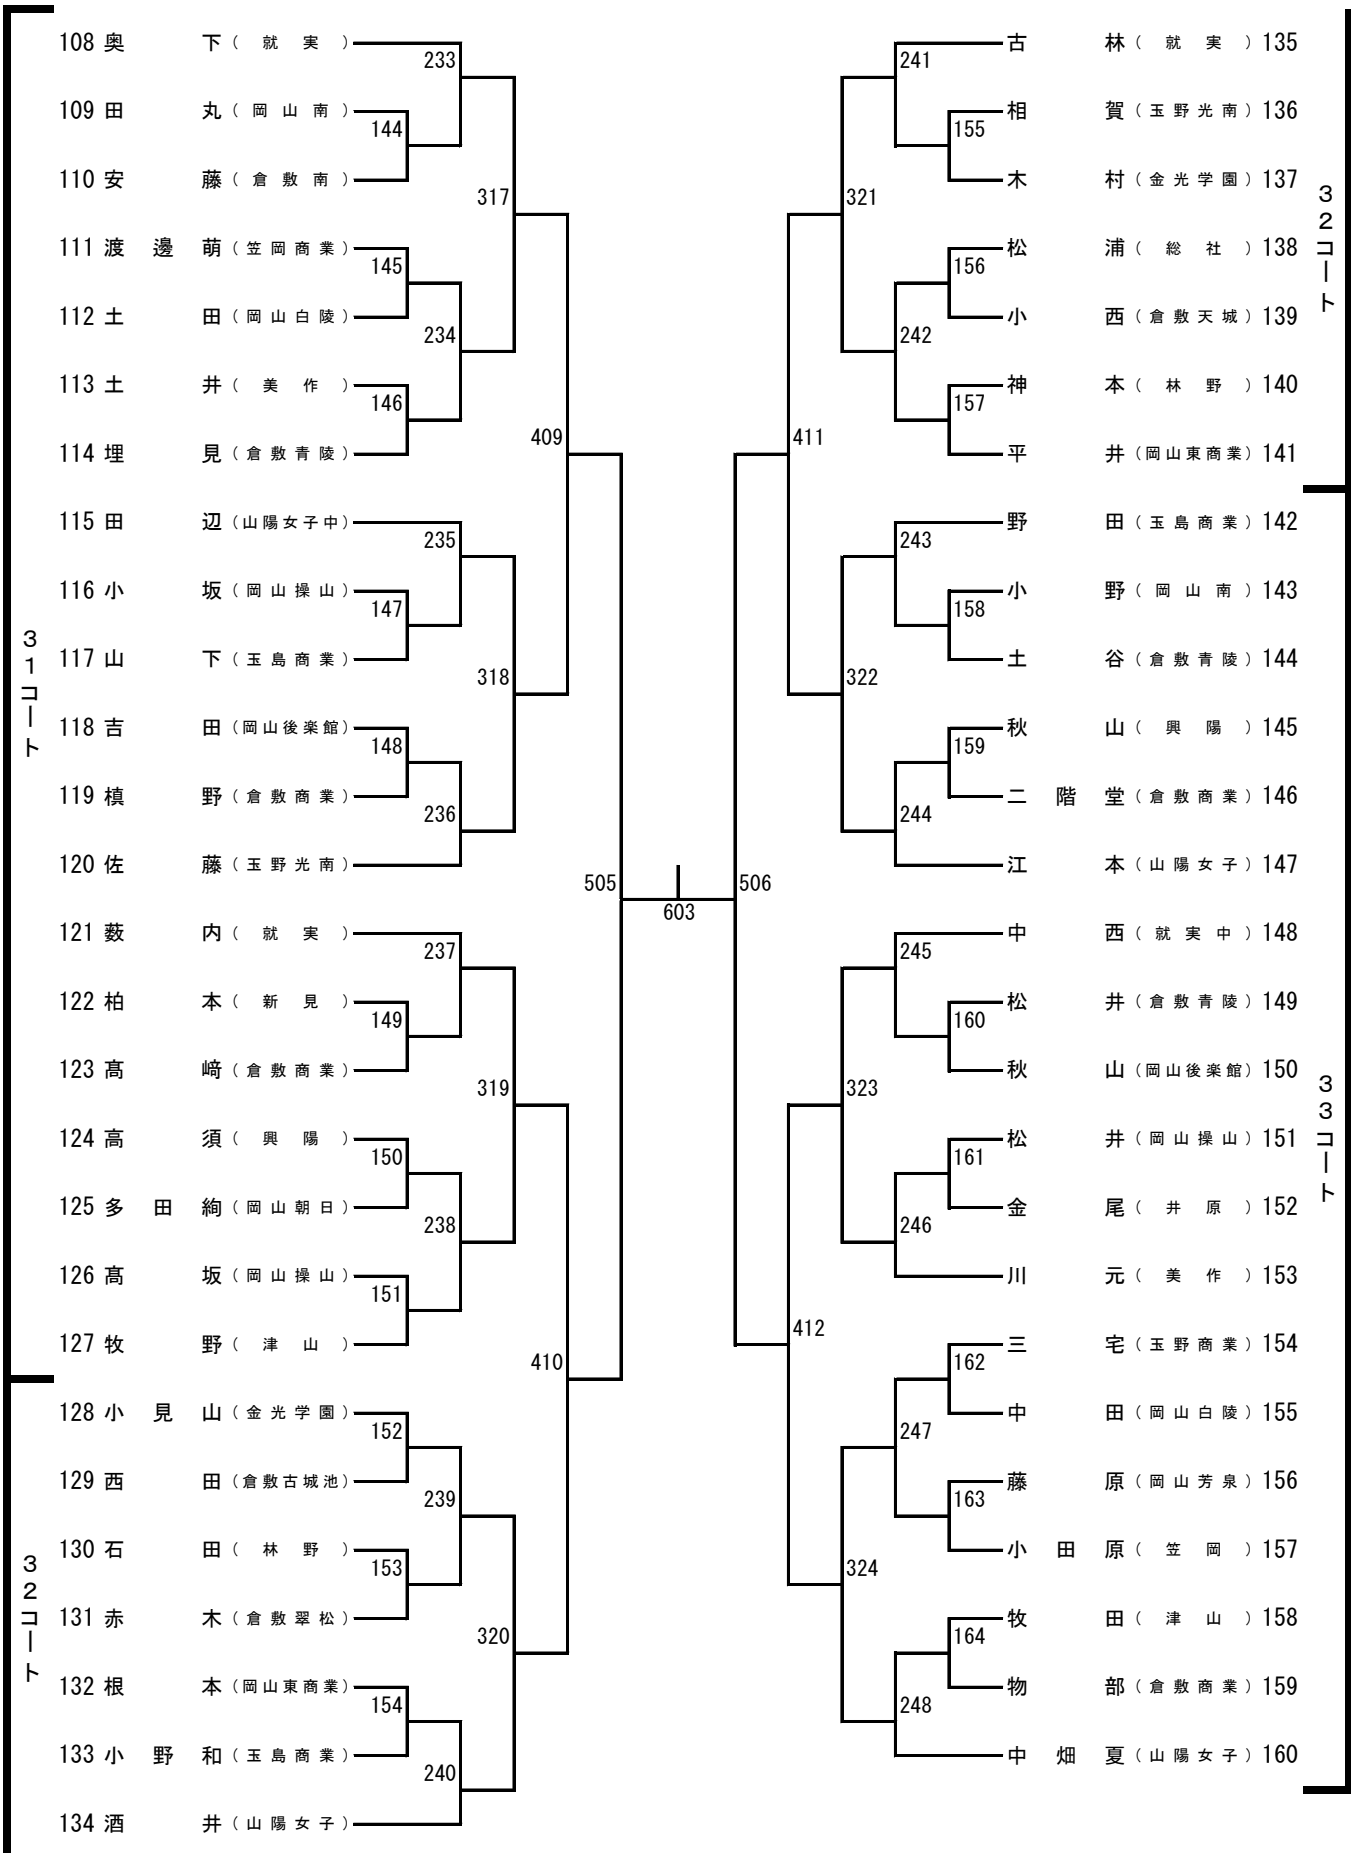 108 奥下（就実）
109 田丸（岡山南）
110 安藤（倉敷南）
111 渡邊萌（笠岡商業）
112 土田（岡山白陵）
113 土井（美作）
114 埋見（倉敷青陵）
115 田辺（山陽女子中）
116 小坂（岡山操山）
117 山下（玉島商業）
118 吉田（岡山後楽館）
119 槙野（倉敷商業）
120 佐藤（玉野光南）
121 薮内（就実）
122 柏本（新見）
123 髙﨑（倉敷商業）
124 高須（興陽）
125 多田絢（岡山朝日）
126 髙坂（岡山操山）
127 牧野（津山）
128 小見山（金光学園）
129 西田（倉敷古城池）
130 石田（林野）
131 赤木（倉敷翠松）
132 根本（岡山東商業）
133 小野和（玉島商業）
134 酒井（山陽女子）
31コート
32コート
144
145
146
147
148
149
150
151
152
153
154
233
234
235
236
237
238
239
240
317
318
319
320
409
410
505
603
506
411
412
321
322
323
324
241
242
243
244
245
246
247
248
155
156
157
158
159
160
161
162
163
164
古林（就実）135
相賀（玉野光南）136
木村（金光学園）137
松浦（総社）138
小西（倉敷天城）139
神本（林野）140
平井（岡山東商業）141
野田（玉島商業）142
小野（岡山南）143
土谷（倉敷青陵）144
秋山（興陽）145
二階堂（倉敷商業）146
江本（山陽女子）147
中西（就実中）148
松井（倉敷青陵）149
秋山（岡山後楽館）150
松井（岡山操山）151
金尾（井原）152
川元（美作）153
三宅（玉野商業）154
中田（岡山白陵）155
藤原（岡山芳泉）156
小田原（笠岡）157
牧田（津山）158
物部（倉敷商業）159
中畑夏（山陽女子）160
32コート
33コート